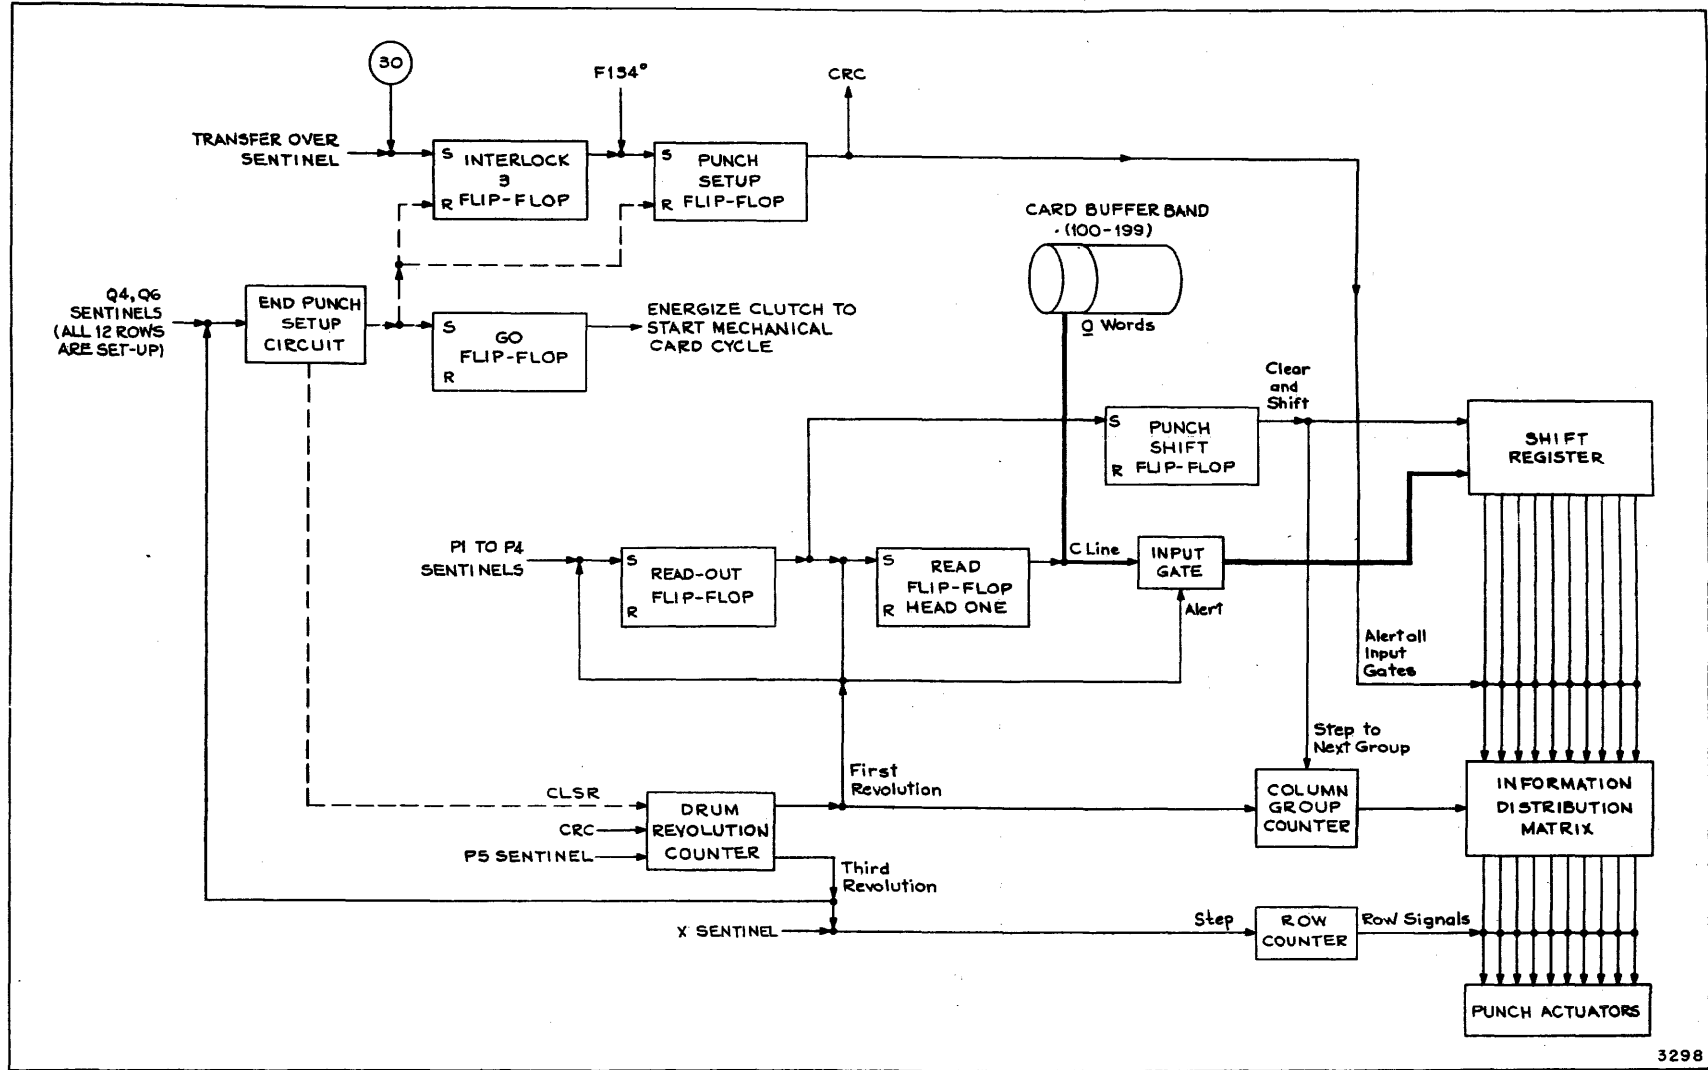 30
F134°
CRC
TRANSFER OVER
SENTINEL
S
INTERLOCK
3
FLIP-FLOP
R
S
PUNCH
SETUP
FLIP-FLOP
R
CARD BUFFER BAND
(100-199)
O Words
Q4, Q6
SENTINELS
(ALL 12 ROWS
ARE SET-UP)
END PUNCH
SETUP
CIRCUIT
S
GO
FLIP-FLOP
R
ENERGIZE CLUTCH TO
START MECHANICAL
CARD CYCLE
Clear
and
Shift
S
PUNCH
SHIFT
R FLIP-FLOP
SHIFT
REGISTER
P1 TO P4
SENTINELS
S
READ-OUT
FLIP-FLOP
R
S
READ
FLIP-FLOP
R HEAD ONE
C Line
INPUT
GATE
Alert
Alert all
Input
Gates
Step to
Next Group
First
Revolution
CLSR
CRC
P5 SENTINEL
DRUM
REVOLUTION
COUNTER
COLUMN
GROUP
COUNTER
INFORMATION
DISTRIBUTION
MATRIX
Third
Revolution
X SENTINEL
Step
ROW
COUNTER
Row Signals
PUNCH ACTUATORS
3298